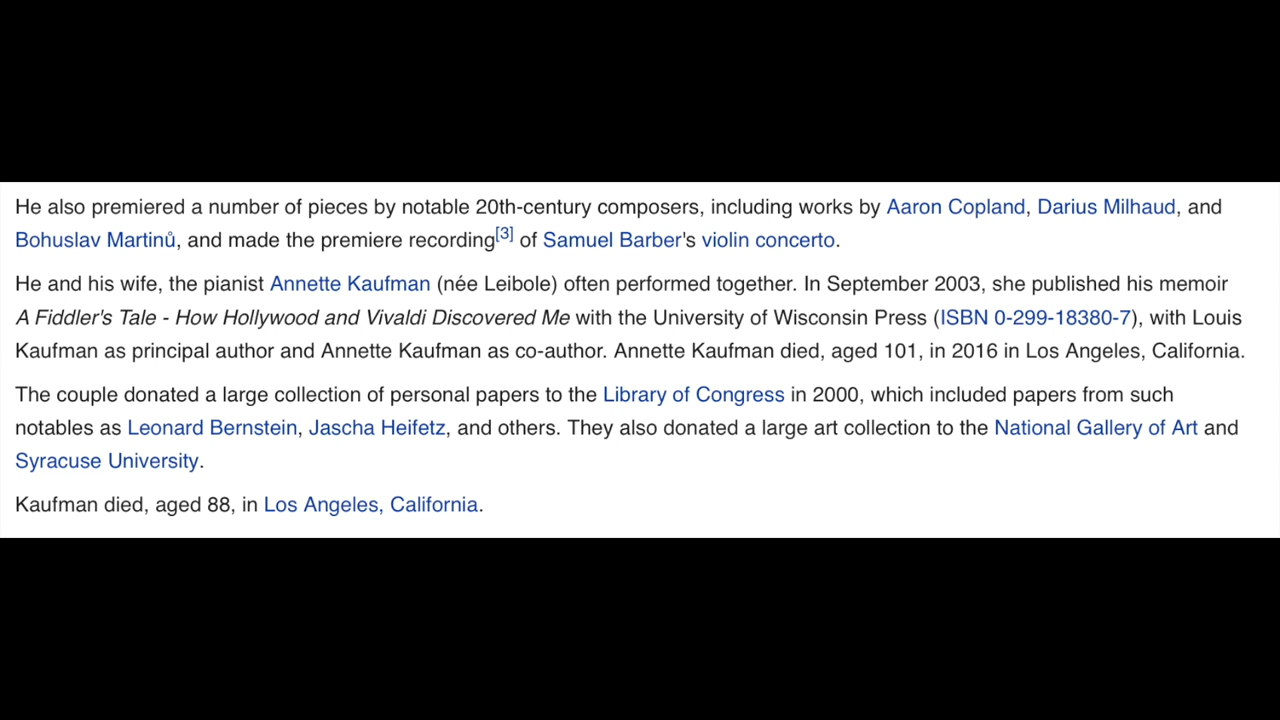 He also premiered a number of pieces by notable 20th-century composers, including works by Aaron Copland, Darius Milhaud, and
Bohuslav Martinů, and made the premiere recording[3] of Samuel Barber's violin concerto.
He and his wife, the pianist Annette Kaufman (née Leibole) often performed together. In September 2003, she published his memoir
A Fiddler's Tale - How Hollywood and Vivaldi Discovered Me with the University of Wisconsin Press (ISBN 0-299-18380-7), with Louis
Kaufman as principal author and Annette Kaufman as co-author. Annette Kaufman died, aged 101, in 2016 in Los Angeles, California.
The couple donated a large collection of personal papers to the Library of Congress in 2000, which included papers from such
notables as Leonard Bernstein, Jascha Heifetz, and others. They also donated a large art collection to the National Gallery of Art and
Syracuse University.
Kaufman died, aged 88, in Los Angeles, California.